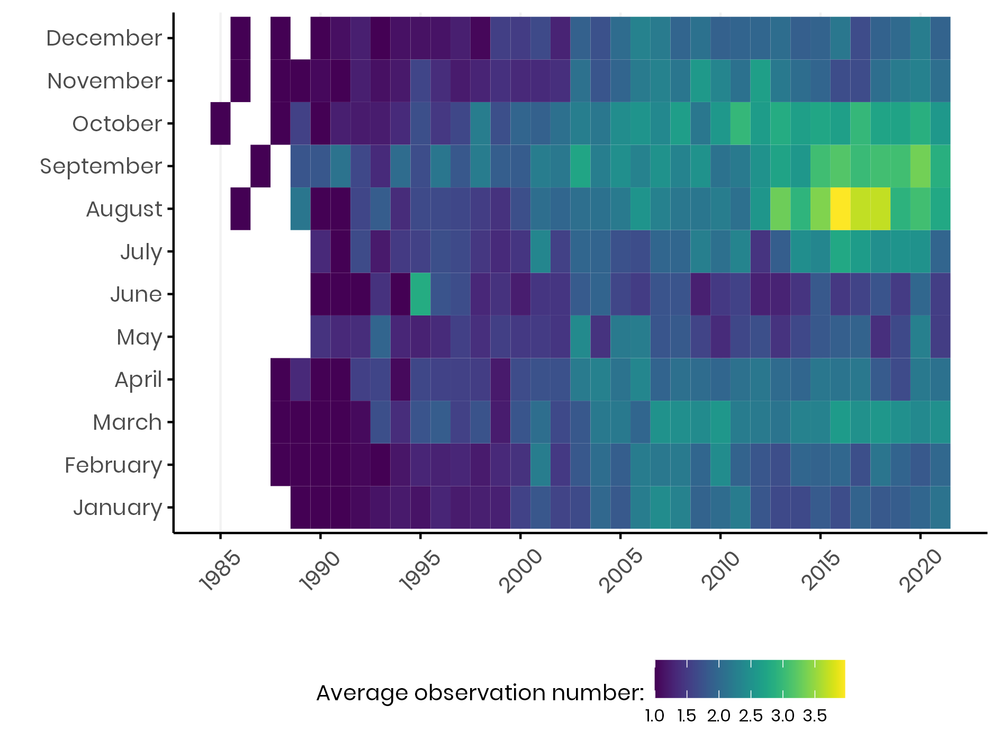 December
November
October
September
August
July
June
May
April
March
February
January
1985 1990 1995 2000 2005 2010 2015 2020
Average observation number:
1.0 1.5 2.0 2.5 3.0 3.5